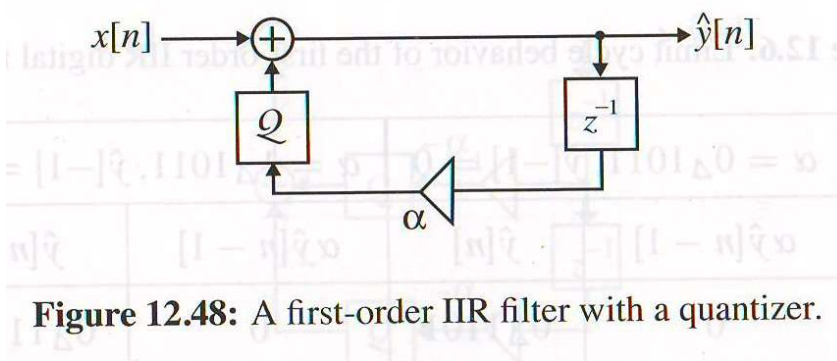 x[n] + ŷ[n]
Q z⁻¹
α
Figure 12.48: A first-order IIR filter with a quantizer.